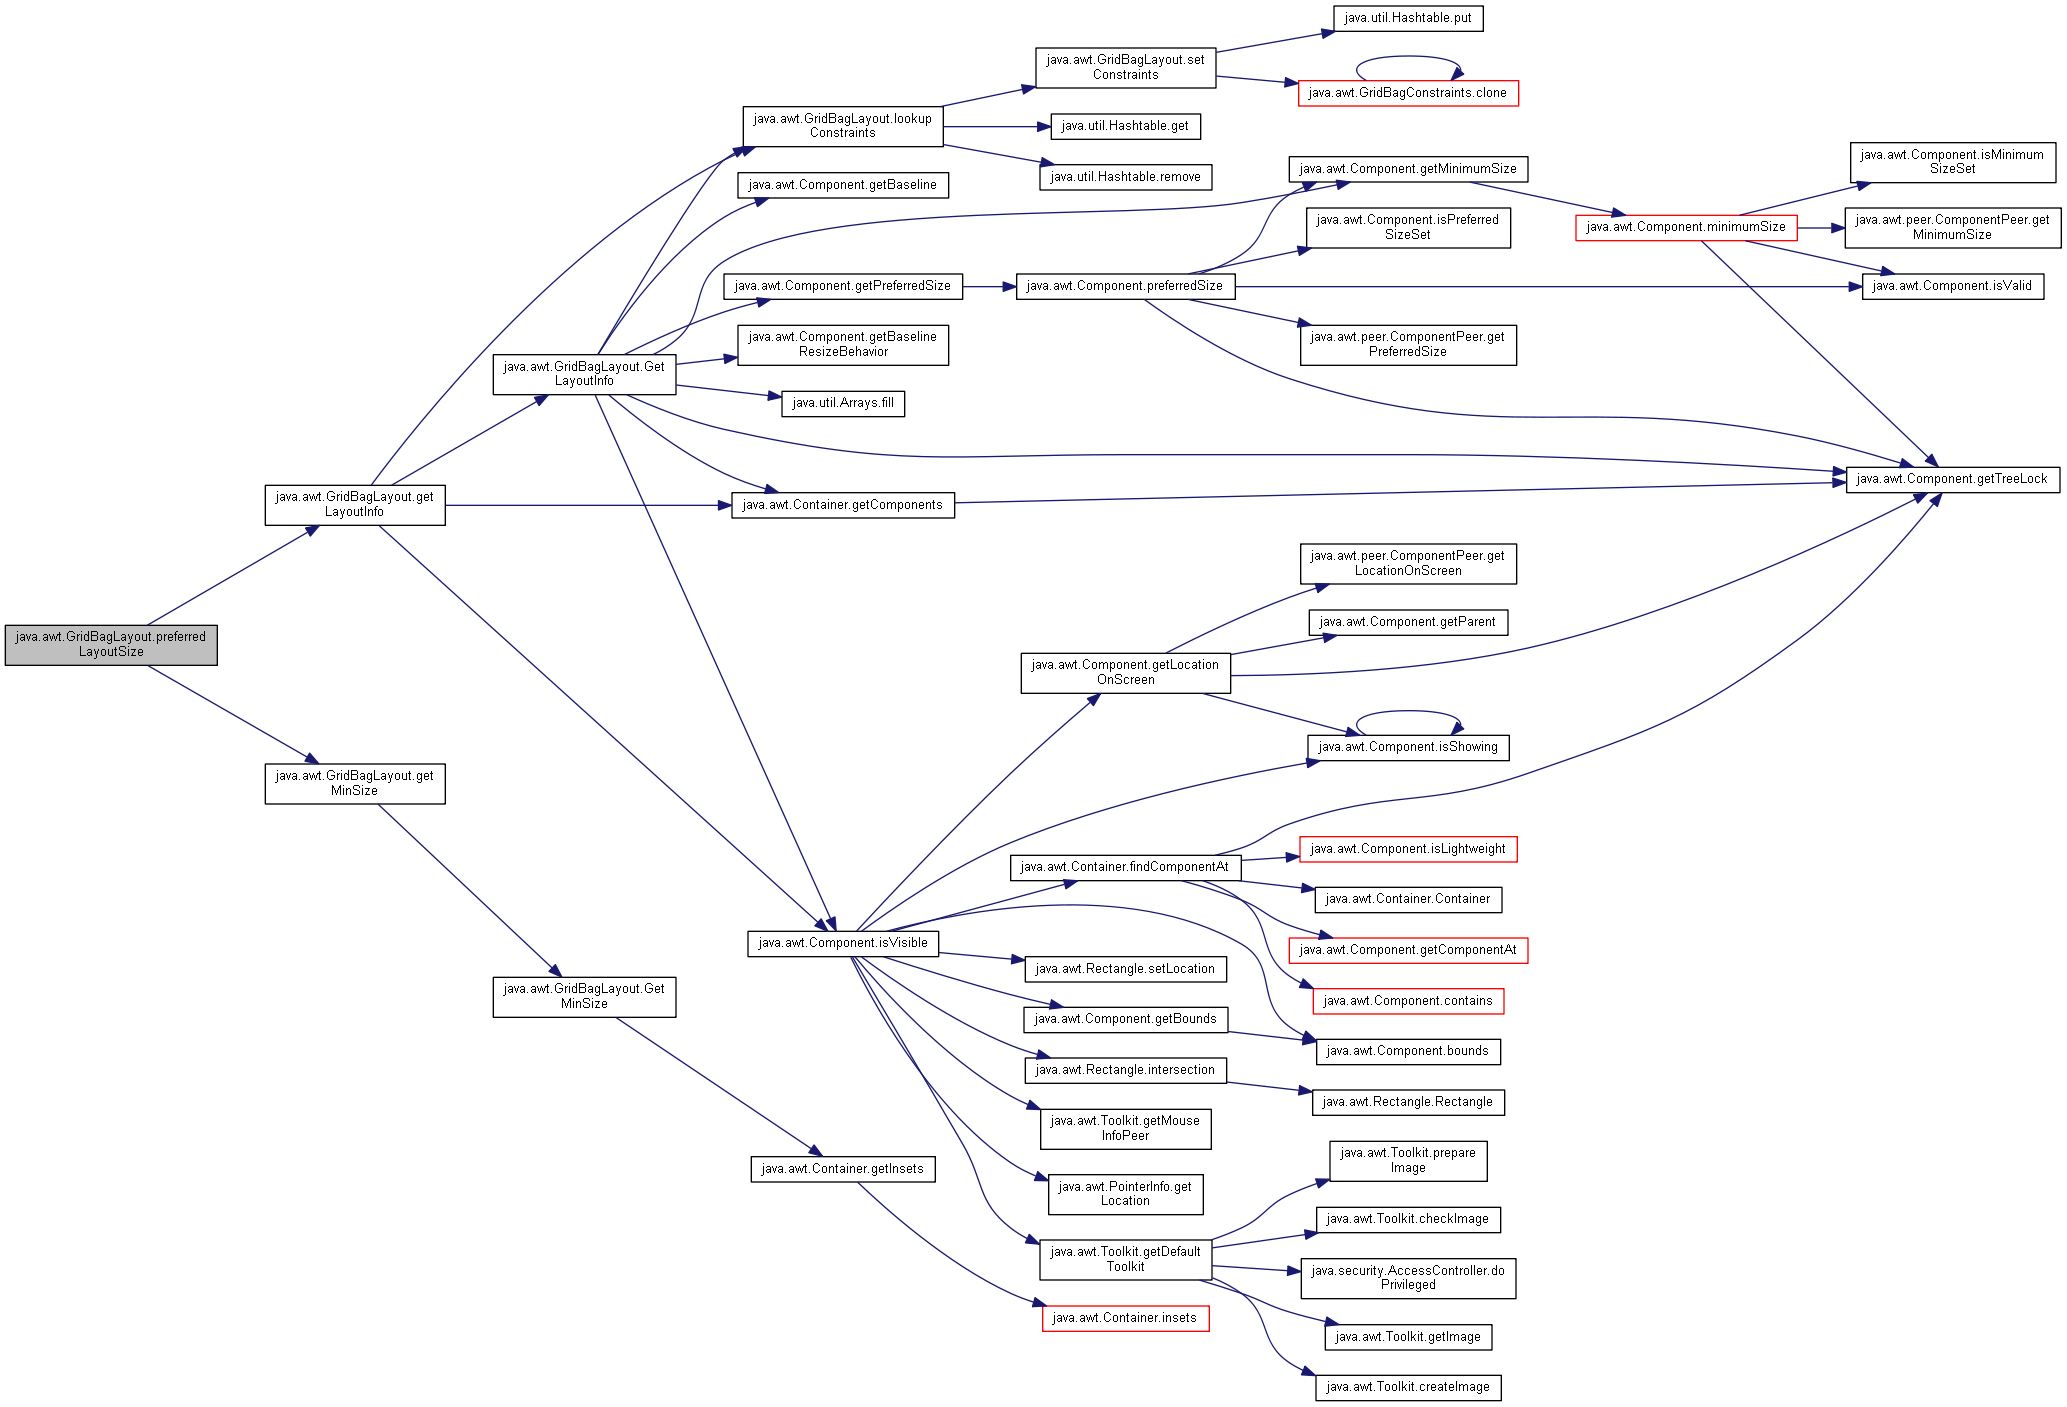 java.awt.GridBagLayout.preferred
LayoutSize
java.awt.GridBagLayout.get
LayoutInfo
java.awt.GridBagLayout.get
MinSize
java.awt.GridBagLayout.Get
LayoutInfo
java.awt.GridBagLayout.Get
MinSize
java.awt.GridBagLayout.lookup
Constraints
java.awt.Component.getBaseline
java.awt.Component.getPreferredSize
java.awt.Component.getBaseline
ResizeBehavior
java.util.Arrays.fill
java.awt.Container.getComponents
java.awt.Component.isVisible
java.awt.Container.getInsets
java.awt.GridBagLayout.set
Constraints
java.util.Hashtable.get
java.util.Hashtable.remove
java.awt.Component.preferredSize
java.awt.Component.getLocation
OnScreen
java.awt.Container.findComponentAt
java.awt.Rectangle.setLocation
java.awt.Component.getBounds
java.awt.Rectangle.intersection
java.awt.Toolkit.getMouse
InfoPeer
java.awt.PointerInfo.get
Location
java.awt.Toolkit.getDefault
Toolkit
java.awt.Container.insets
java.util.Hashtable.put
java.awt.GridBagConstraints.clone
java.awt.Component.getMinimumSize
java.awt.Component.isPreferred
SizeSet
java.awt.peer.ComponentPeer.get
PreferredSize
java.awt.peer.ComponentPeer.get
LocationOnScreen
java.awt.Component.getParent
java.awt.Component.isShowing
java.awt.Component.isLightweight
java.awt.Container.Container
java.awt.Component.getComponentAt
java.awt.Component.contains
java.awt.Component.bounds
java.awt.Rectangle.Rectangle
java.awt.Toolkit.prepare
Image
java.awt.Toolkit.checkImage
java.security.AccessController.do
Privileged
java.awt.Toolkit.getImage
java.awt.Toolkit.createImage
java.awt.Component.minimumSize
java.awt.Component.isMinimum
SizeSet
java.awt.peer.ComponentPeer.get
MinimumSize
java.awt.Component.isValid
java.awt.Component.getTreeLock